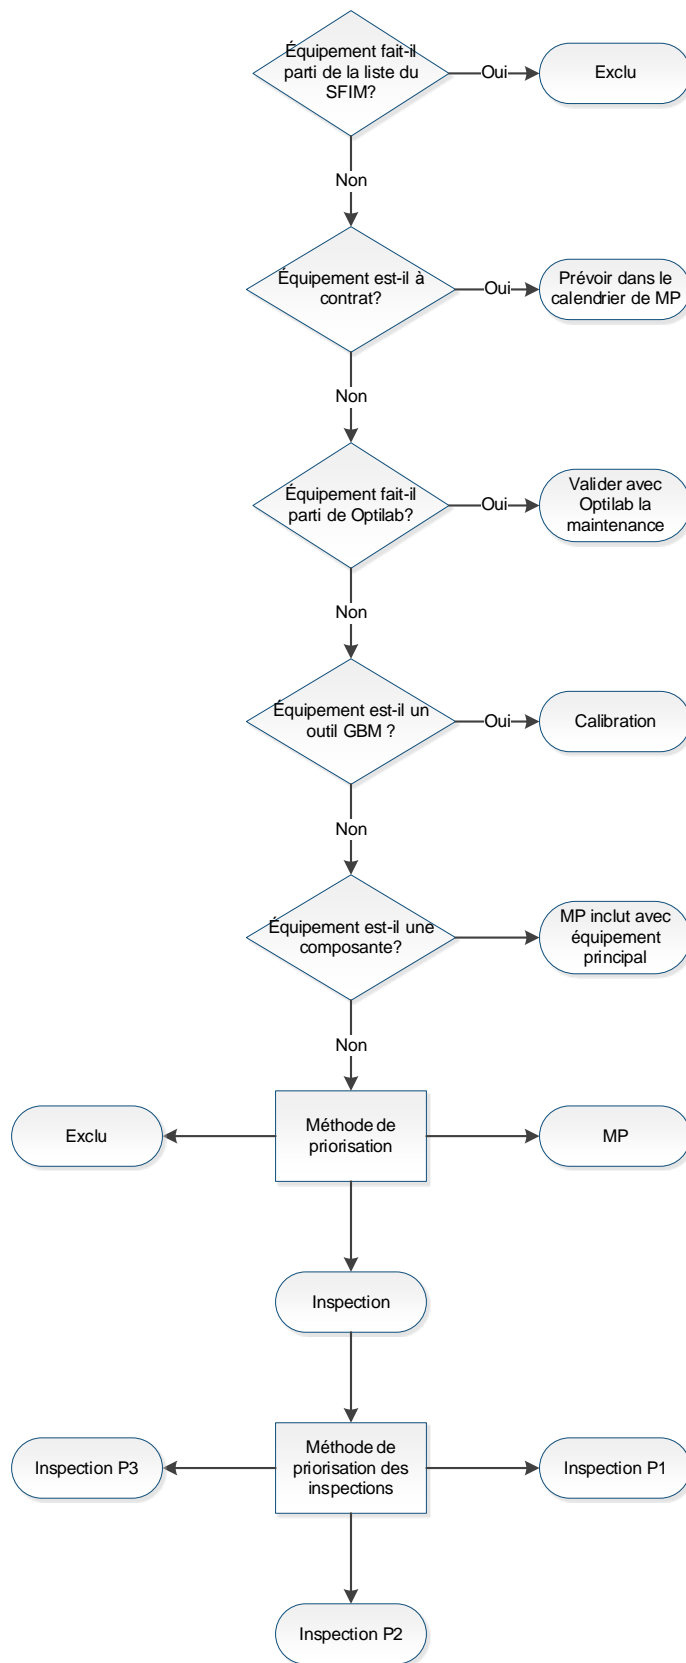 Équipement fait-il
parti de la liste du
SFIM?
Oui
Exclu
Non
Équipement est-il à
contrat?
Oui
Prévoir dans le
calendrier de MP
Non
Équipement fait-il
parti de Optilab?
Oui
Valider avec
Optilab la
maintenance
Non
Équipement est-il un
outil GBM ?
Oui
Calibration
Non
Équipement est-il une
composante?
MP inclut avec
équipement
principal
Non
Exclu
Méthode de
priorisation
MP
Inspection
Inspection P3
Méthode de
priorisation des
inspections
Inspection P1
Inspection P2